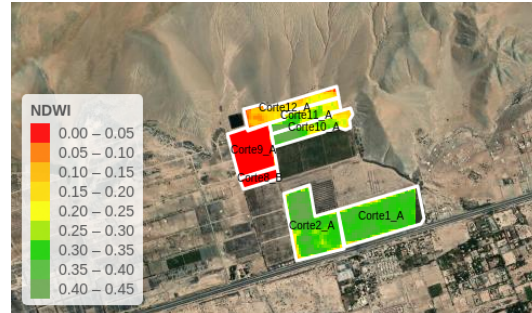 NDWI
0.00 – 0.05
0.05 – 0.10
0.10 – 0.15
0.15 – 0.20
0.20 – 0.25
0.25 – 0.30
0.30 – 0.35
0.35 – 0.40
0.40 – 0.45
Corte12_A
Corte11_A
Corte10_A
Corte9_A
Corte8_B
Corte2_A
Corte1_A